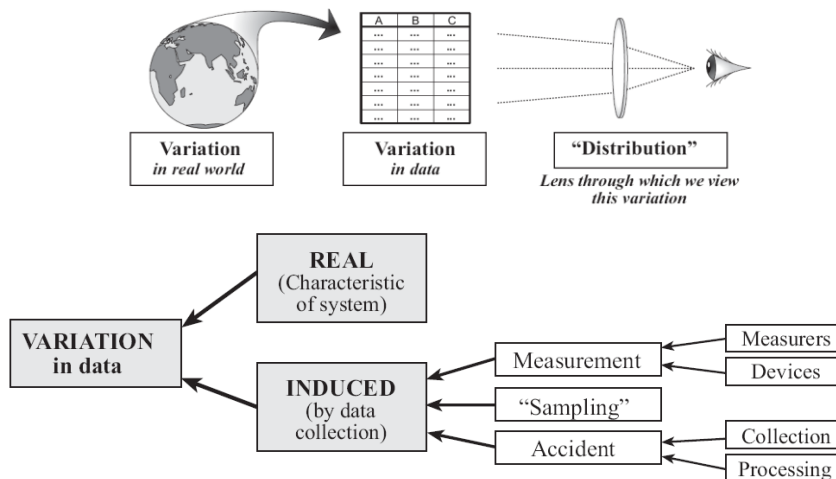 A B C
... ... ...
... ... ...
... ... ...
... ... ...
... ... ...
... ... ...
... ... ...
Variation
in real world
Variation
in data
“Distribution”
Lens through which we view
this variation
REAL
(Characteristic
of system)
VARIATION
in data
INDUCED
(by data
collection)
Measurement
“Sampling”
Accident
Measurers
Devices
Collection
Processing